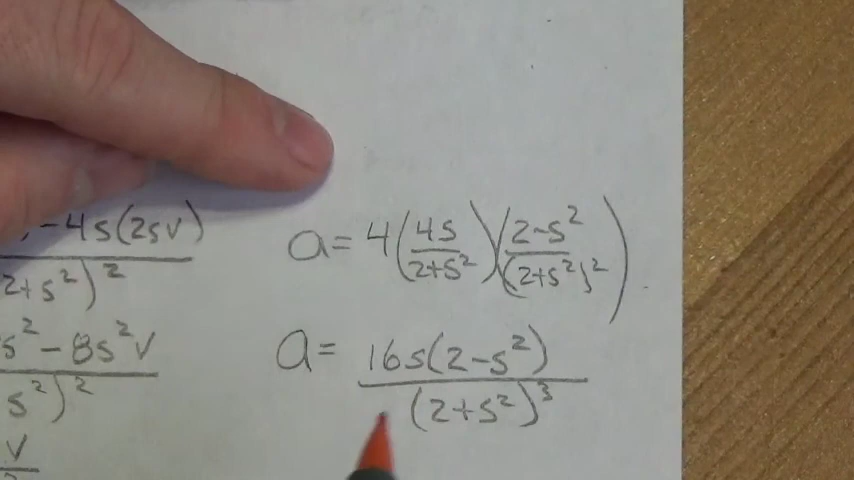 -4s(2sv)
2+s²)²
a=4(4s/2+s²)(2-s²/(2+s²)²)
s²-8s²v
s²)²
a= 16s(2-s²)/(2+s²)³
v